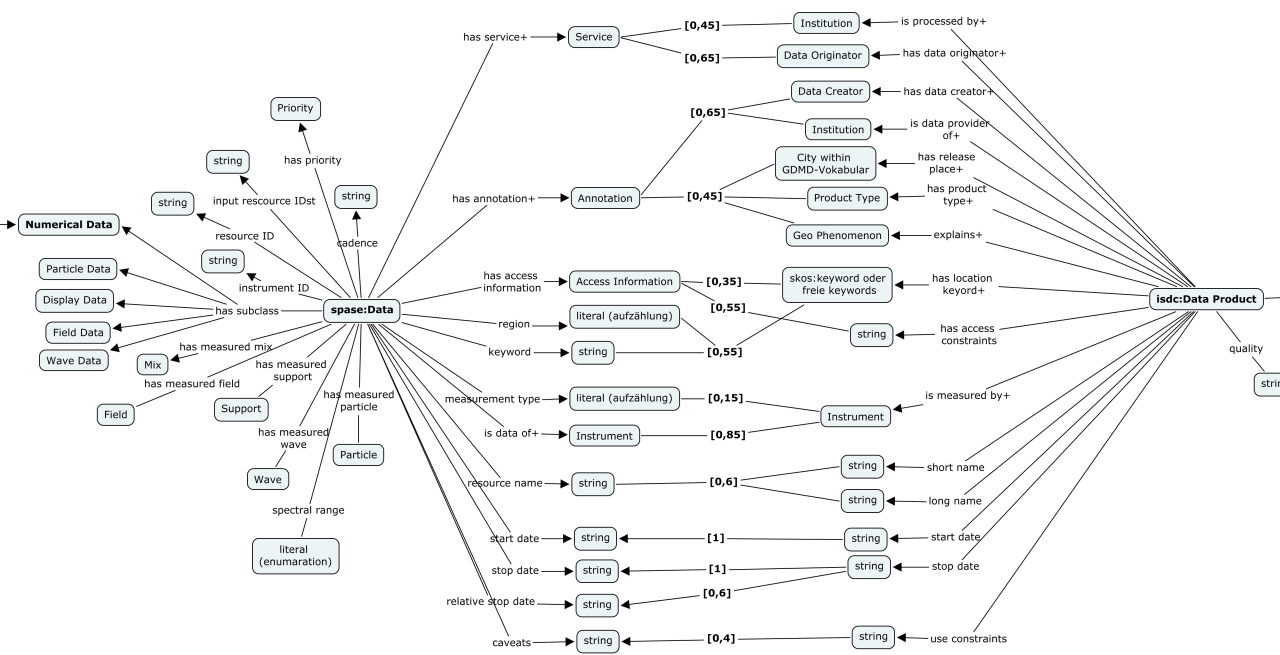 has service+
Service
[0,45]
Institution
is processed by+
[0,65]
Data Originator
has data originator+
Priority
has priority
string
input rescource IDst
string
string
cadence
resource ID
string
instrument ID
Numerical Data
Particle Data
Display Data
Field Data
Wave Data
has subclass
spase:Data
has measured mix
Mix
has measured field
Field
has measured
support
Support
has measured
wave
Wave
has measured
particle
Particle
spectral range
literal
(enumaration)
has annotation+
Annotation
[0,65]
Data Creator
has data creator+
Institution
is data provider
of+
[0,45]
City within
GDMD-Vokabular
has release
place+
Product Type
has product
type+
Geo Phenomenon
explains+
has access
information
Access Information
[0,35]
skos:keyword oder
freie keywords
has location
keyord+
[0,55]
region
literal (aufzählung)
string
has access
constraints
keyword
string
[0,55]
isdc:Data Product
quality
measurement type
literal (aufzählung)
[0,15]
Instrument
is measured by+
is data of+
Instrument
[0,85]
resource name
string
[0,6]
string
short name
string
long name
start date
string
[1]
string
start date
stop date
string
[1]
string
stop date
relative stop date
string
[0,6]
caveats
string
[0,4]
string
use constraints